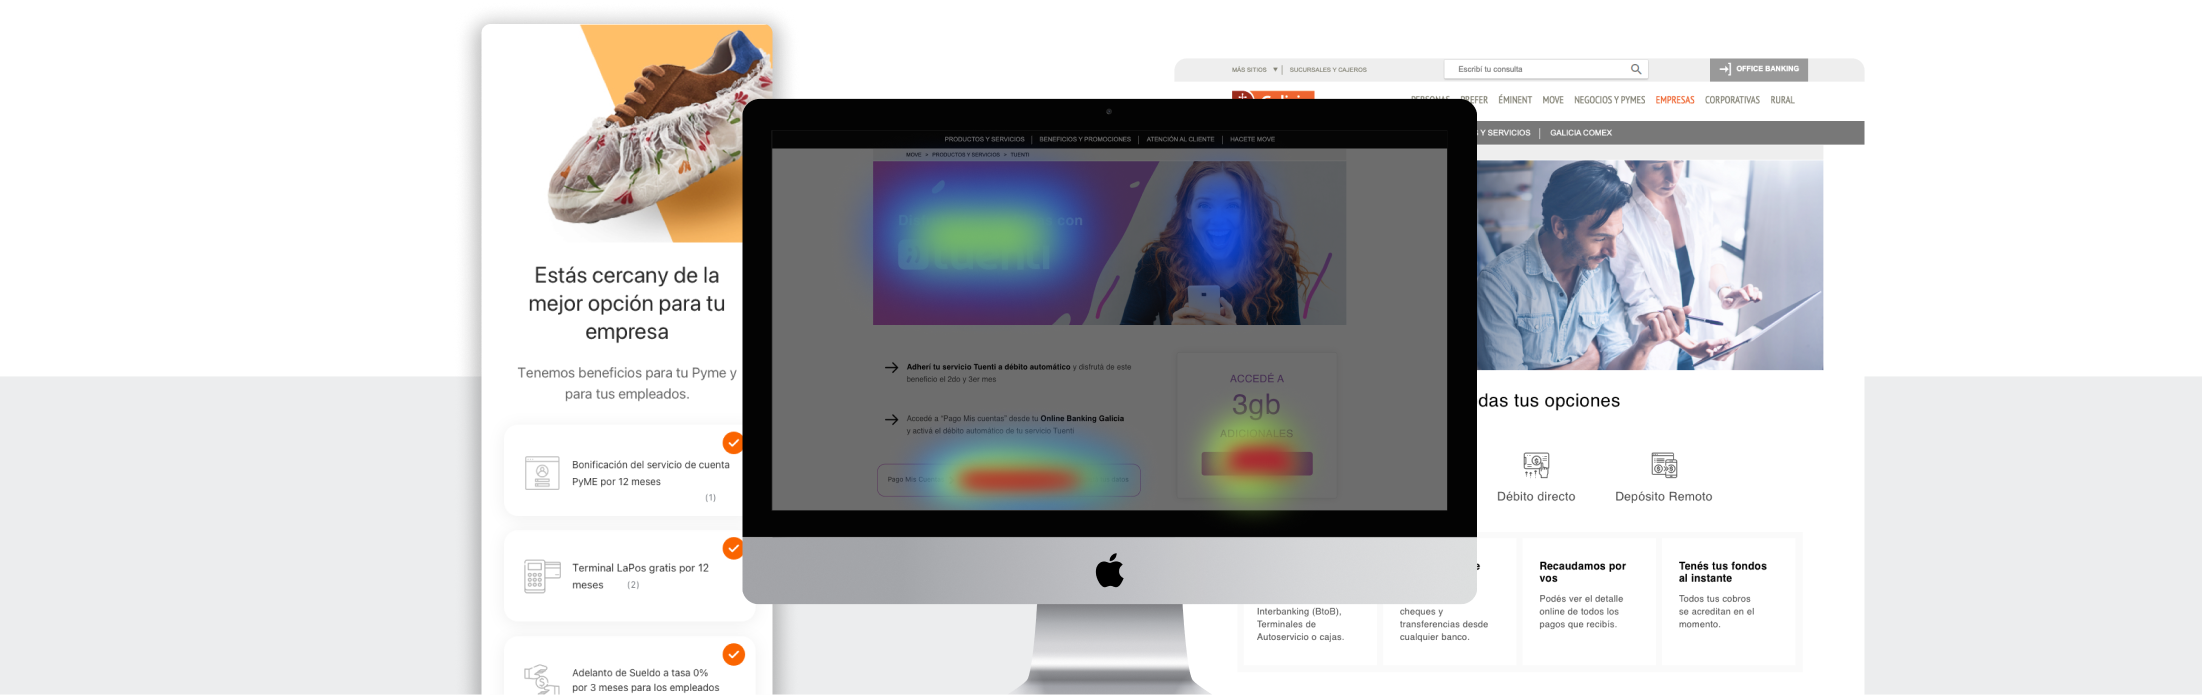 Estás cercany de la
mejor opción para tu
empresa
Tenemos beneficios para tu Pyme y
para tus empleados.
Bonificación del servicio de cuenta
PyME por 12 meses
(1)
Terminal LaPos gratis por 12
meses (2)
Adelanto de Sueldo a tasa 0%
por 3 meses para los empleados
PRODUCTOS Y SERVICIOS | BENEFICIOS Y PROMOCIONES | ATENCIÓN AL CLIENTE | HACETE MOVE
MOVE > PRODUCTOS Y SERVICIOS > TUENTI
con
tuenti
Adherí tu servicio Tuenti a débito automático y disfrutá de este
beneficio el 2do y 3er mes
Accedé a "Pago Mis cuentas" desde tu Online Banking Galicia
y activá el débito automático de tu servicio Tuenti
Pago Mis
ACCEDÉ A
3gb
ADICIONALES
MÁS SITIOS | SUCURSALES Y CAJEROS
Escribí tu consulta
OFFICE BANKING
PREFER ÉMINENT MOVE NEGOCIOS Y PYMES EMPRESAS CORPORATIVAS RURAL
Y SERVICIOS | GALICIA COMEX
das tus opciones
Débito directo
Depósito Remoto
Interbanking (BtoB),
Terminales de
Autoservicio o cajas.
e
cheques y
transferencias desde
cualquier banco.
Recaudamos por
vos
Podés ver el detalle
online de todos los
pagos que recibís.
Tenés tus fondos
al instante
Todos tus cobros
se acreditan en el
momento.